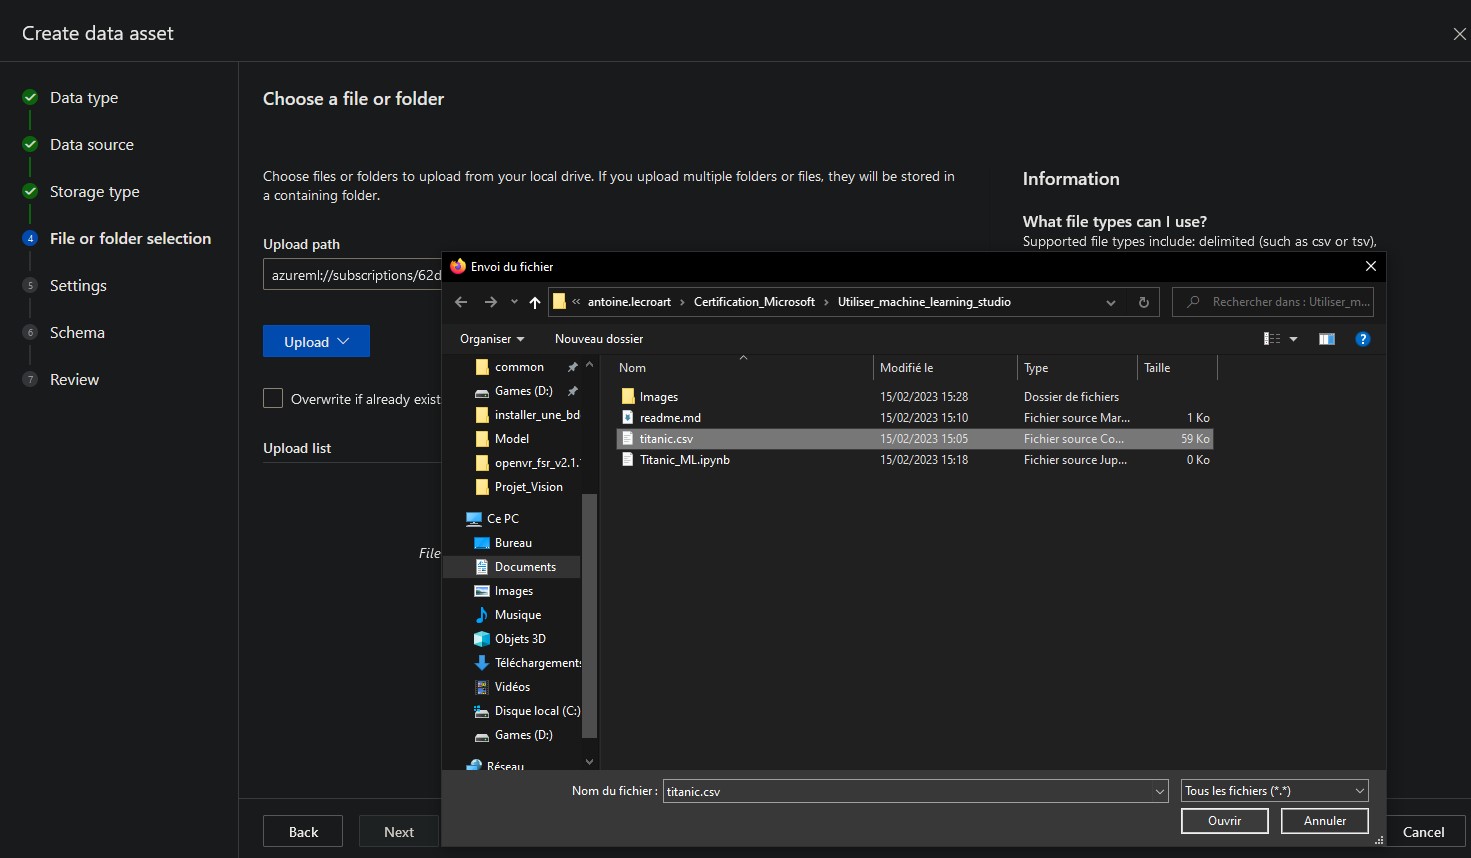 Create data asset
Data type
Data source
Storage type
4 File or folder selection
5 Settings
6 Schema
7 Review
Choose a file or folder
Choose files or folders to upload from your local drive. If you upload multiple folders or files, they will be stored in
a containing folder.
Upload path
azureml://subscriptions/62d
Upload
Overwrite if already exist
Upload list
File
Information
What file types can I use?
Supported file types include: delimited (such as csv or tsv),
Envoi du fichier
« antoine.lecroart › Certification_Microsoft › Utiliser_machine_learning_studio
Rechercher dans : Utiliser_m...
Organiser Nouveau dossier
?
common
Games (D:)
installer_une_bd
Model
openvr_fsr_v2.1.
Projet_Vision
Ce PC
Bureau
Documents
Images
Musique
Objets 3D
Téléchargements
Vidéos
Disque local (C:)
Games (D:)
Réseau
Nom Modifié le Type Taille
Images 15/02/2023 15:28 Dossier de fichiers
readme.md 15/02/2023 15:10 Fichier source Mar... 1 Ko
titanic.csv 15/02/2023 15:05 Fichier source Co... 59 Ko
Titanic_ML.ipynb 15/02/2023 15:18 Fichier source Jup... 0 Ko
Nom du fichier : titanic.csv Tous les fichiers (*.*)
Ouvrir Annuler
Back Next Cancel